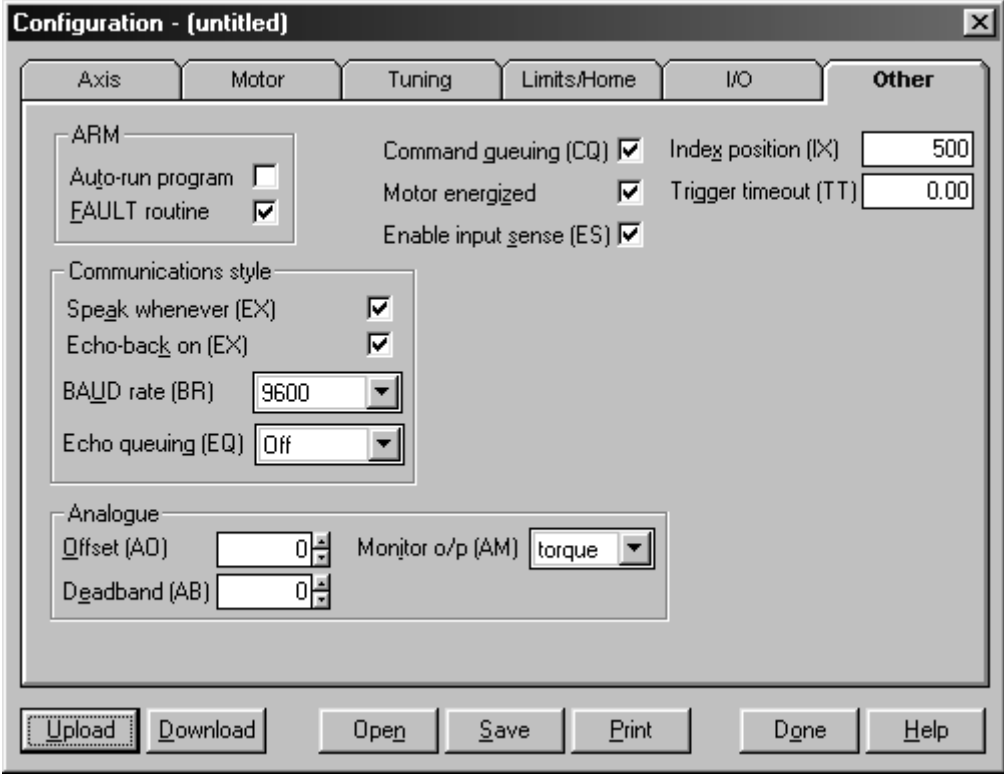 Configuration - (untitled)
Axis Motor Tuning Limits/Home I/O Other
ARM
Auto-run program
FAULT routine
Command queuing (CQ)
Motor energized
Enable input sense (ES)
Index position (IX) 500
Trigger timeout (TT) 0.00
Communications style
Speak whenever (EX)
Echo-back on (EX)
BAUD rate (BR) 9600
Echo queuing (EQ) Off
Analogue
Offset (AO) 0
Monitor o/p (AM) torque
Deadband (AB) 0
Upload Download Open Save Print Done Help